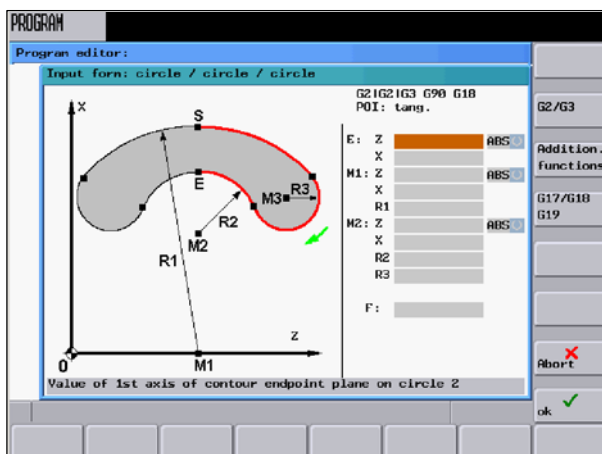 PROGRAM
Program editor:
Input form: circle / circle / circle
G2|G2|G3 G90 G18
POI: tang.
X
S
E
M3
R3
M2
R2
R1
Z
0
M1
E: Z ABS
X
M1: Z ABS
X
R1
M2: Z ABS
X
R2
R3
F:
Value of 1st axis of contour endpoint plane on circle 2
G2/G3
Addition.
functions
G17/G18
G19
Abort
ok